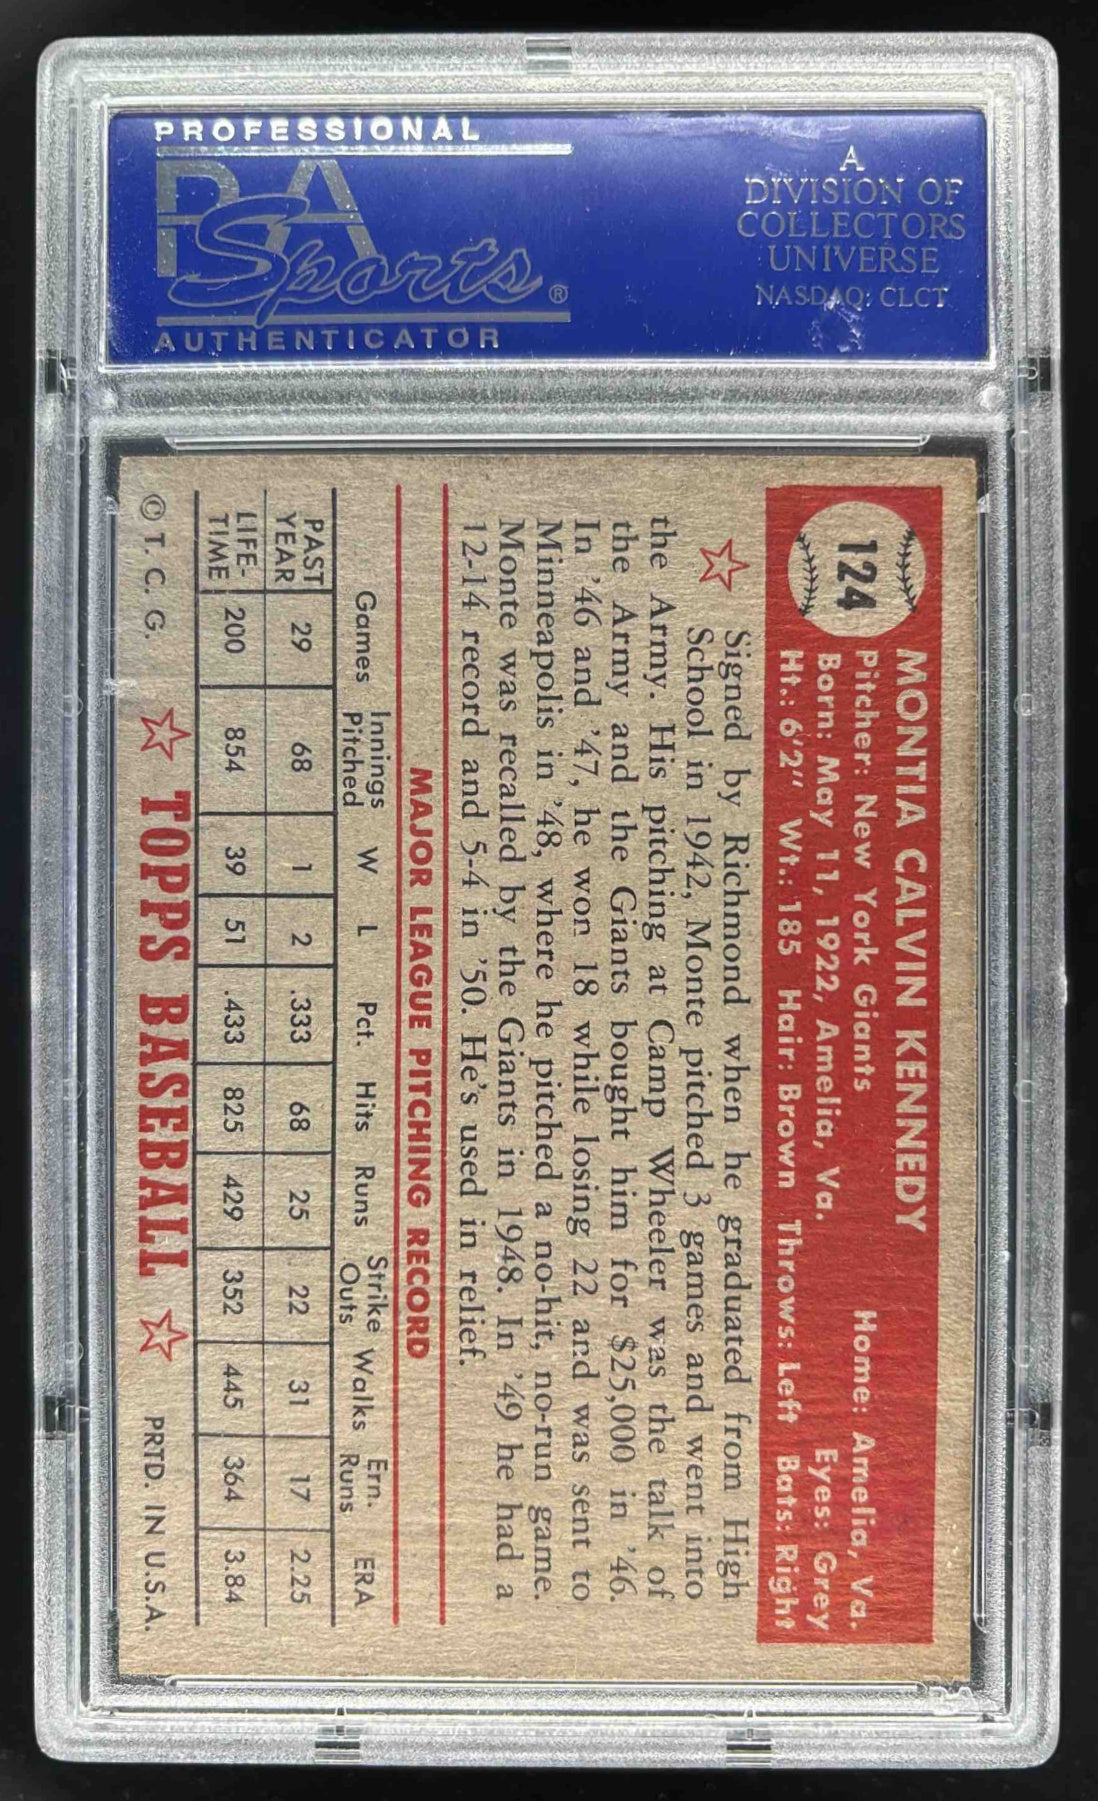 PROFESSIONAL
PSA
Sports®
AUTHENTICATOR
A
DIVISION OF
COLLECTORS
UNIVERSE
NASDAQ: CLCT
124
MONTIA CALVIN KENNEDY
Pitcher: New York Giants Home: Amelia, Va.
Born: May 11, 1922, Amelia, Va. Eyes: Grey
Ht.: 6'2" Wt.: 185 Hair: Brown Throws: Left Bats: Right
Signed by Richmond when he graduated from High
School in 1942, Monte pitched 3 games and went into
the Army. His pitching at Camp Wheeler was the talk of
the Army and the Giants bought him for $25,000 in '46.
In '46 and '47, he won 18 while losing 22 and was sent to
Minneapolis in '48, where he pitched a no-hit, no-run game.
Monte was recalled by the Giants in 1948. In '49 he had a
12-14 record and 5-4 in '50. He's used in relief.
MAJOR LEAGUE PITCHING RECORD
Games Innings Pitched W L Pct. Hits Runs Strike Outs Walks Ern. Runs ERA
PAST YEAR 29 68 1 2 .333 68 25 22 31 17 2.25
LIFE-TIME 200 854 39 51 .433 825 429 352 445 364 3.84
© T. C. G. TOPPS BASEBALL PRTD. IN U.S.A.